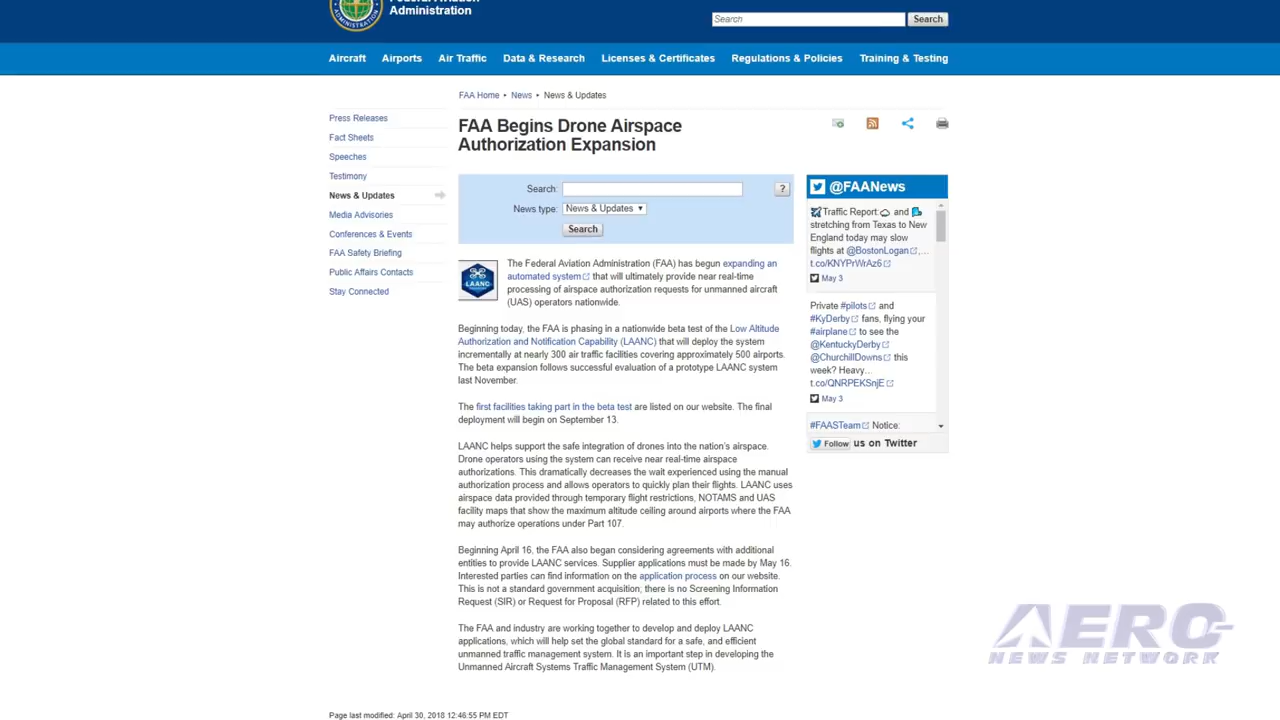 Administration
ADMINISTRATION
Search
Search
Aircraft
Airports
Air Traffic
Data & Research
Licenses & Certificates
Regulations & Policies
Training & Testing
FAA Home • News • News & Updates
Press Releases
Fact Sheets
Speeches
Testimony
News & Updates
Media Advisories
Conferences & Events
FAA Safety Briefing
Public Affairs Contacts
Stay Connected
FAA Begins Drone Airspace
Authorization Expansion
Search:
?
News type: News & Updates
Search
LAANC
The Federal Aviation Administration (FAA) has begun expanding an
automated system that will ultimately provide near real-time
processing of airspace authorization requests for unmanned aircraft
(UAS) operators nationwide.
Beginning today, the FAA is phasing in a nationwide beta test of the Low Altitude
Authorization and Notification Capability (LAANC) that will deploy the system
incrementally at nearly 300 air traffic facilities covering approximately 500 airports.
The beta expansion follows successful evaluation of a prototype LAANC system
last November.
The first facilities taking part in the beta test are listed on our website. The final
deployment will begin on September 13.
LAANC helps support the safe integration of drones into the nation's airspace.
Drone operators using the system can receive near real-time airspace
authorizations. This dramatically decreases the wait experienced using the manual
authorization process and allows operators to quickly plan their flights. LAANC uses
airspace data provided through temporary flight restrictions, NOTAMS and UAS
facility maps that show the maximum altitude ceiling around airports where the FAA
may authorize operations under Part 107.
Beginning April 16, the FAA also began considering agreements with additional
entities to provide LAANC services. Supplier applications must be made by May 16.
Interested parties can find information on the application process on our website.
This is not a standard government acquisition; there is no Screening Information
Request (SIR) or Request for Proposal (RFP) related to this effort.
The FAA and industry are working together to develop and deploy LAANC
applications, which will help set the global standard for a safe, and efficient
unmanned traffic management system. It is an important step in developing the
Unmanned Aircraft Systems Traffic Management System (UTM).
@FAANews
Traffic Report: and
stretching from Texas to New
England today may slow
flights at @BostonLogan,…
t.co/KNYPrWrAz6
May 3
Private #pilots and
#KyDerby fans, flying your
#airplane to see the
@KentuckyDerby
@ChurchillDowns this
week? Heavy…
t.co/QNRPEKSnjE
May 3
#FAASTeam Notice:
Follow us on Twitter
AERO
NEWS NETWORK
Page last modified: April 30, 2018 12:46:55 PM EDT